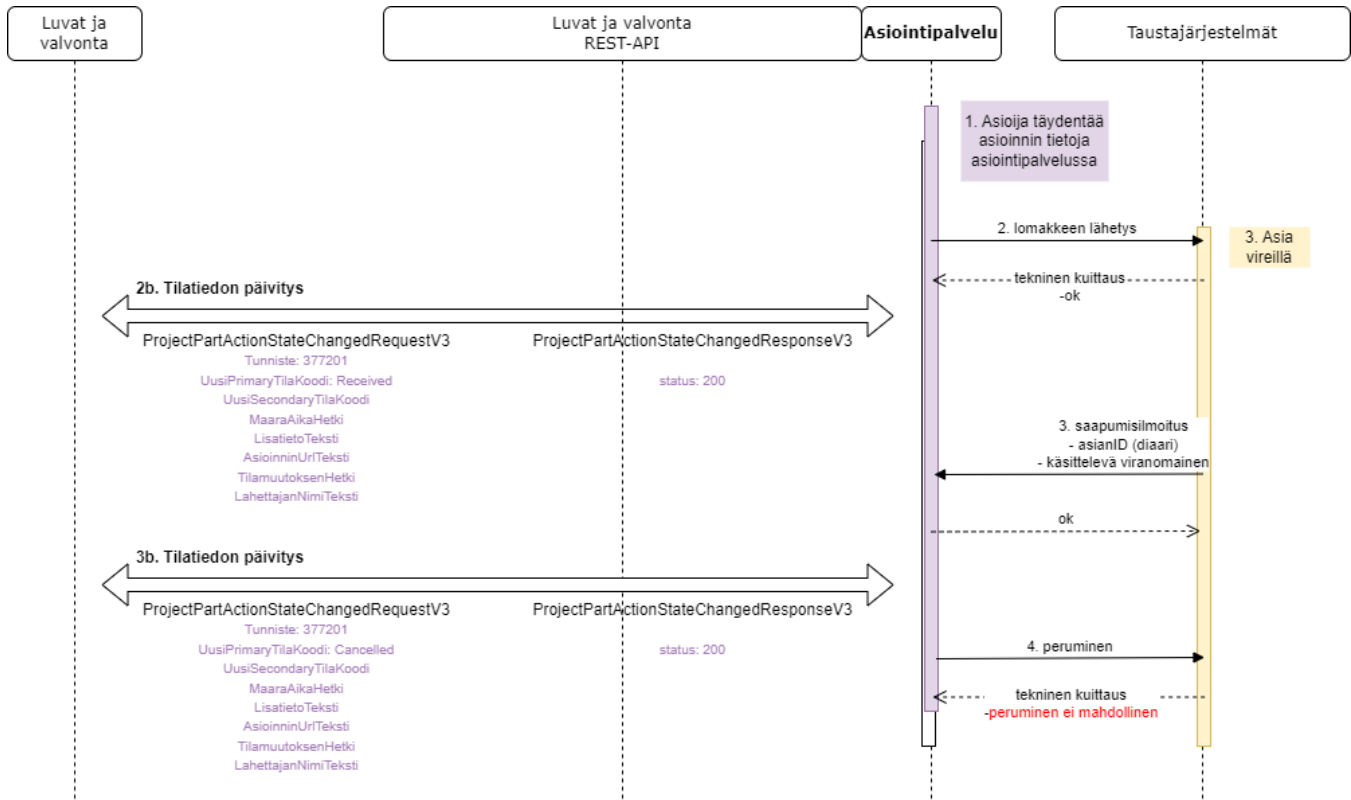 Luvat ja
valvonta
Luvat ja valvonta
REST-API
Asiointipalvelu
Taustajärjestelmät
1. Asioija täydentää
asioinnin tietoja
asiointipalvelussa
2. lomakkeen lähetys
3. Asia
vireillä
tekninen kuittaus
-ok
2b. Tilatiedon päivitys
ProjectPartActionStateChangedRequestV3
ProjectPartActionStateChangedResponseV3
Tunniste: 377201
UusiPrimaryTilaKoodi: Received
status: 200
UusiSecondaryTilaKoodi
MaaraAikaHetki
LisatietoTeksti
AsioinninUrlTeksti
TilamuutoksenHetki
LahettajanNimiTeksti
3. saapumisilmoitus
- asianID (diaari)
- käsittelevä viranomainen
ok
3b. Tilatiedon päivitys
ProjectPartActionStateChangedRequestV3
ProjectPartActionStateChangedResponseV3
Tunniste: 377201
UusiPrimaryTilaKoodi: Cancelled
status: 200
UusiSecondaryTilaKoodi
MaaraAikaHetki
LisatietoTeksti
AsioinninUrlTeksti
TilamuutoksenHetki
LahettajanNimiTeksti
4. peruminen
tekninen kuittaus
-peruminen ei mahdollinen